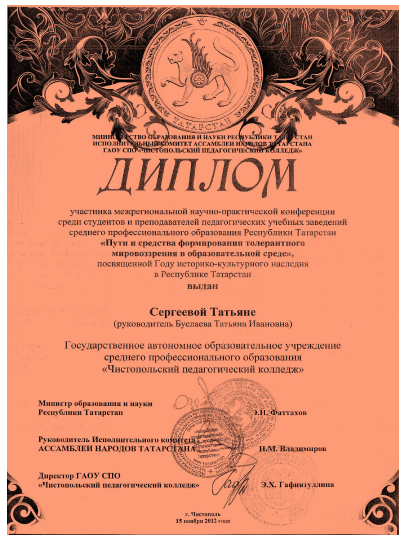 ТАТАРСТАН
МИНИСТЕРСТВО ОБРАЗОВАНИЯ И НАУКИ РЕСПУБЛИКИ ТАТАРСТАН
ИСПОЛНИТЕЛЬНЫЙ КОМИТЕТ АССАМБЛЕИ НАРОДОВ ТАТАРСТАНА
ГАОУ СПО «ЧИСТОПОЛЬСКИЙ ПЕДАГОГИЧЕСКИЙ КОЛЛЕДЖ»
ДИПЛОМ
участника межрегиональной научно-практической конференции
среди студентов и преподавателей педагогических учебных заведений
среднего профессионального образования Республики Татарстан
«Пути и средства формирования толерантного
мировоззрения в образовательной среде»,
посвященной Году историко-культурного наследия
в Республике Татарстан
выдан
Сергеевой Татьяне
(руководитель Буслаева Татьяна Ивановна)
Государственное автономное образовательное учреждение
среднего профессионального образования
«Чистопольский педагогический колледж»
Министр образования и науки
Республики Татарстан Э.Н. Фаттахов
Руководитель Исполнительного комитета
АССАМБЛЕИ НАРОДОВ ТАТАРСТАНА Н.М. Владимиров
Директор ГАОУ СПО
«Чистопольский педагогический колледж» Э.Х. Гафиятуллина
г. Чистополь
15 ноября 2012 года